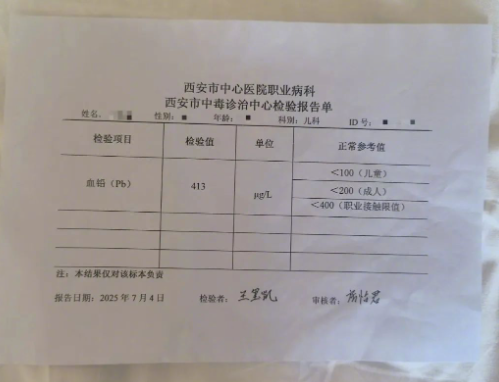 西安市中心医院职业病科
西安市中毒诊治中心检验报告单
姓名: 性别: 年龄: 科别:儿科 ID号:
检验项目 检验值 单位 正常参考值
血铅(Pb) 413 μg/L <100(儿童)
<200(成人)
<400(职业接触限值)
注:本结果仅对该标本负责
报告日期:2025年7月4日 检验者: 审核者: